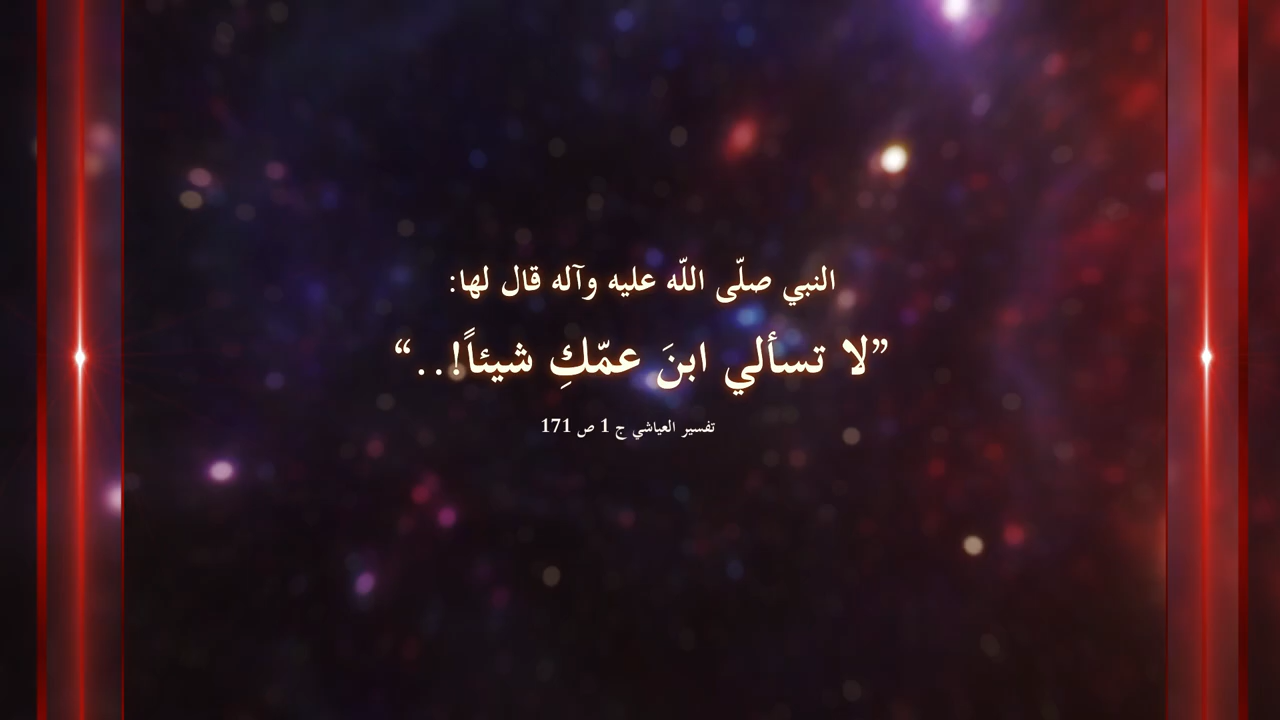 النبي صلّى اللّه عليه وآله قال لها:
”لا تسألي ابنَ عمّكِ شيئاً!..“
تفسير العياشي ج 1 ص 171